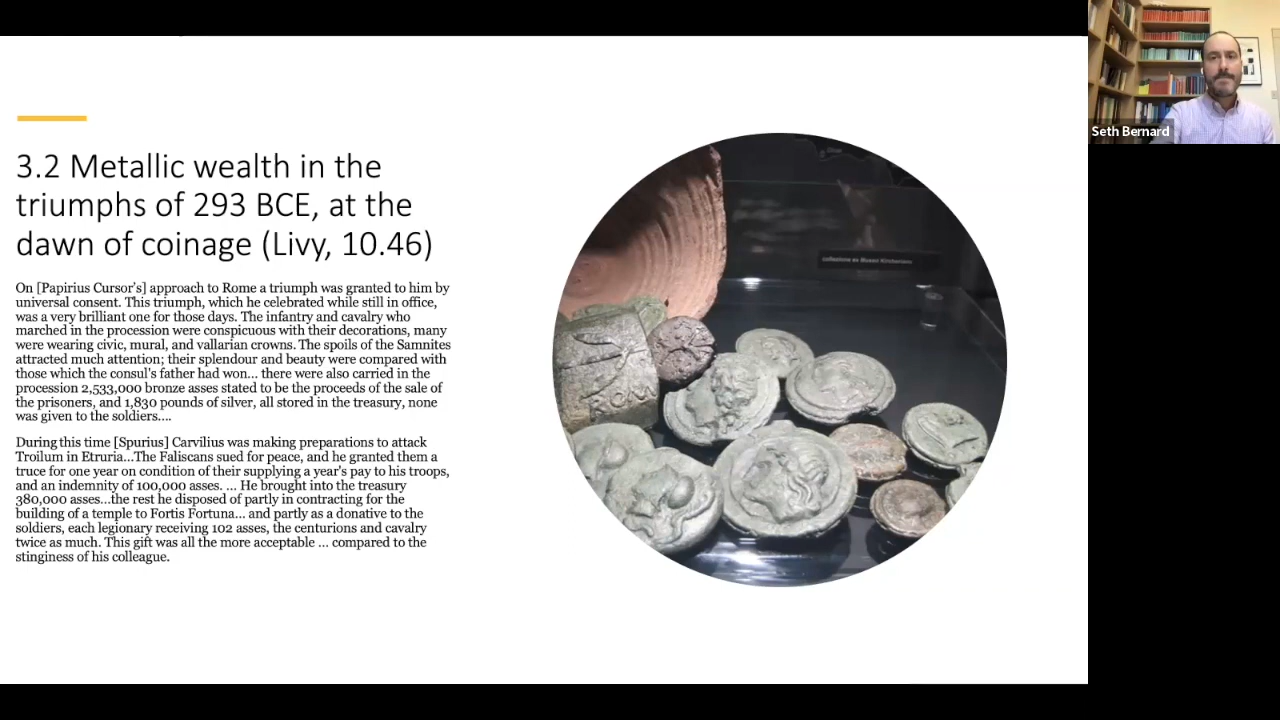 3.2 Metallic wealth in the
triumphs of 293 BCE, at the
dawn of coinage (Livy, 10.46)
On [Papirius Cursor's] approach to Rome a triumph was granted to him by
universal consent. This triumph, which he celebrated while still in office,
was a very brilliant one for those days. The infantry and cavalry who
marched in the procession were conspicuous with their decorations, many
were wearing civic, mural, and vallarian crowns. The spoils of the Samnites
attracted much attention; their splendour and beauty were compared with
those which the consul's father had won... there were also carried in the
procession 2,533,000 bronze asses stated to be the proceeds of the sale of
the prisoners, and 1,830 pounds of silver, all stored in the treasury, none
was given to the soldiers....
During this time [Spurius] Carvilius was making preparations to attack
Troilum in Etruria...The Faliscans sued for peace, and he granted them a
truce for one year on condition of their supplying a year's pay to his troops,
and an indemnity of 100,000 asses. ... He brought into the treasury
380,000 asses...the rest he disposed of partly in contracting for the
building of a temple to Fortis Fortuna... and partly as a donative to the
soldiers, each legionary receiving 102 asses, the centurions and cavalry
twice as much. This gift was all the more acceptable ... compared to the
stinginess of his colleague.
ROM
Seth Bernard